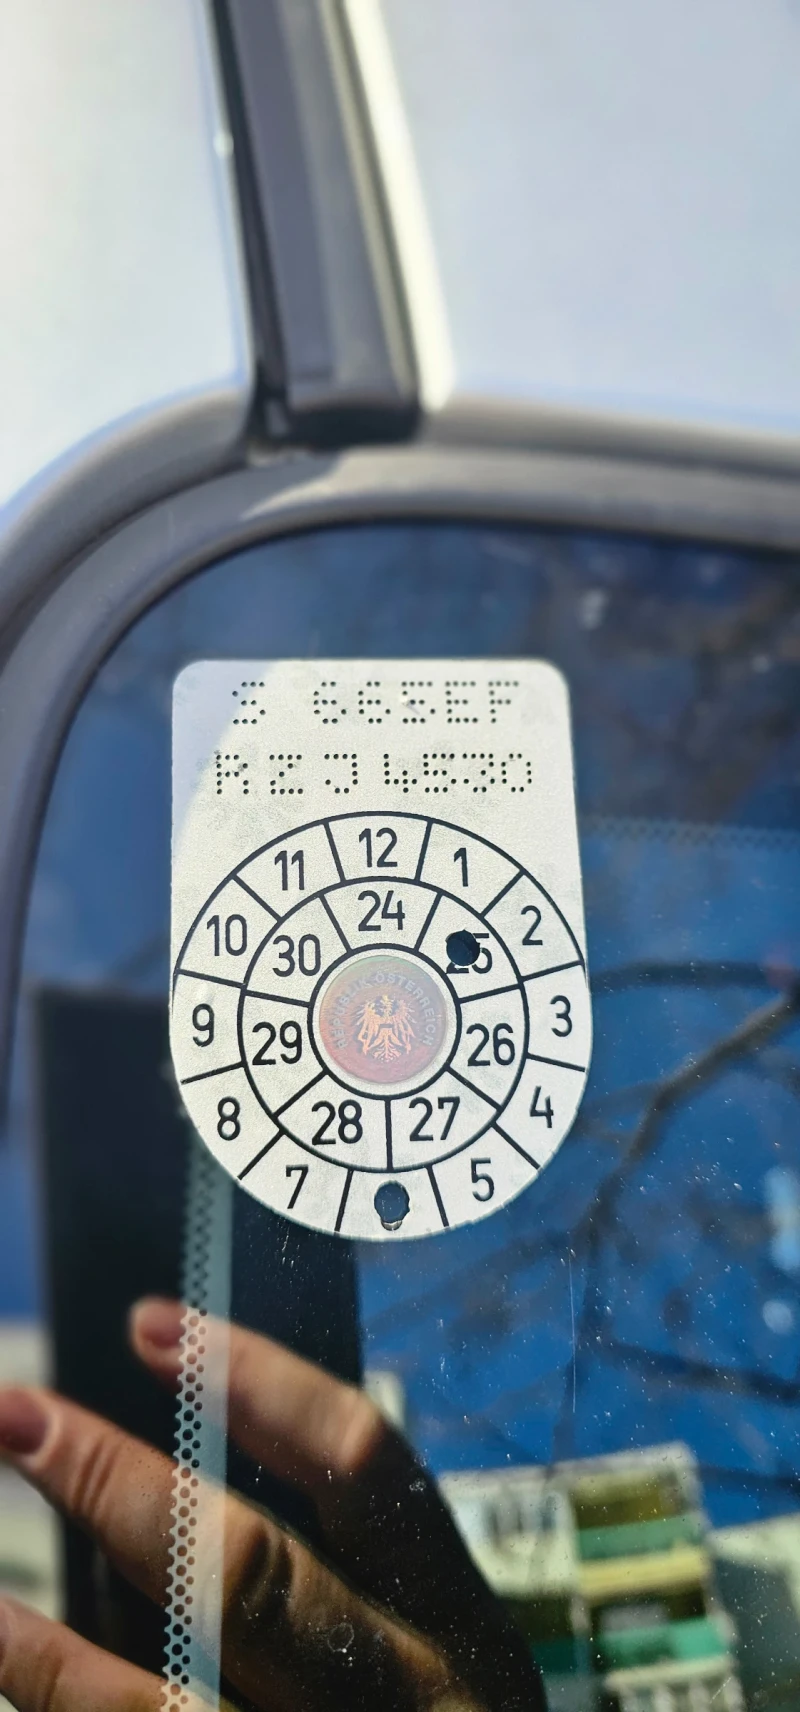 S 665EF
RZJ4530
11 12 1
10 30 24 25 2
9 29 26 3
8 28 27 4
7 5
REPUBLIK ÖSTERREICH